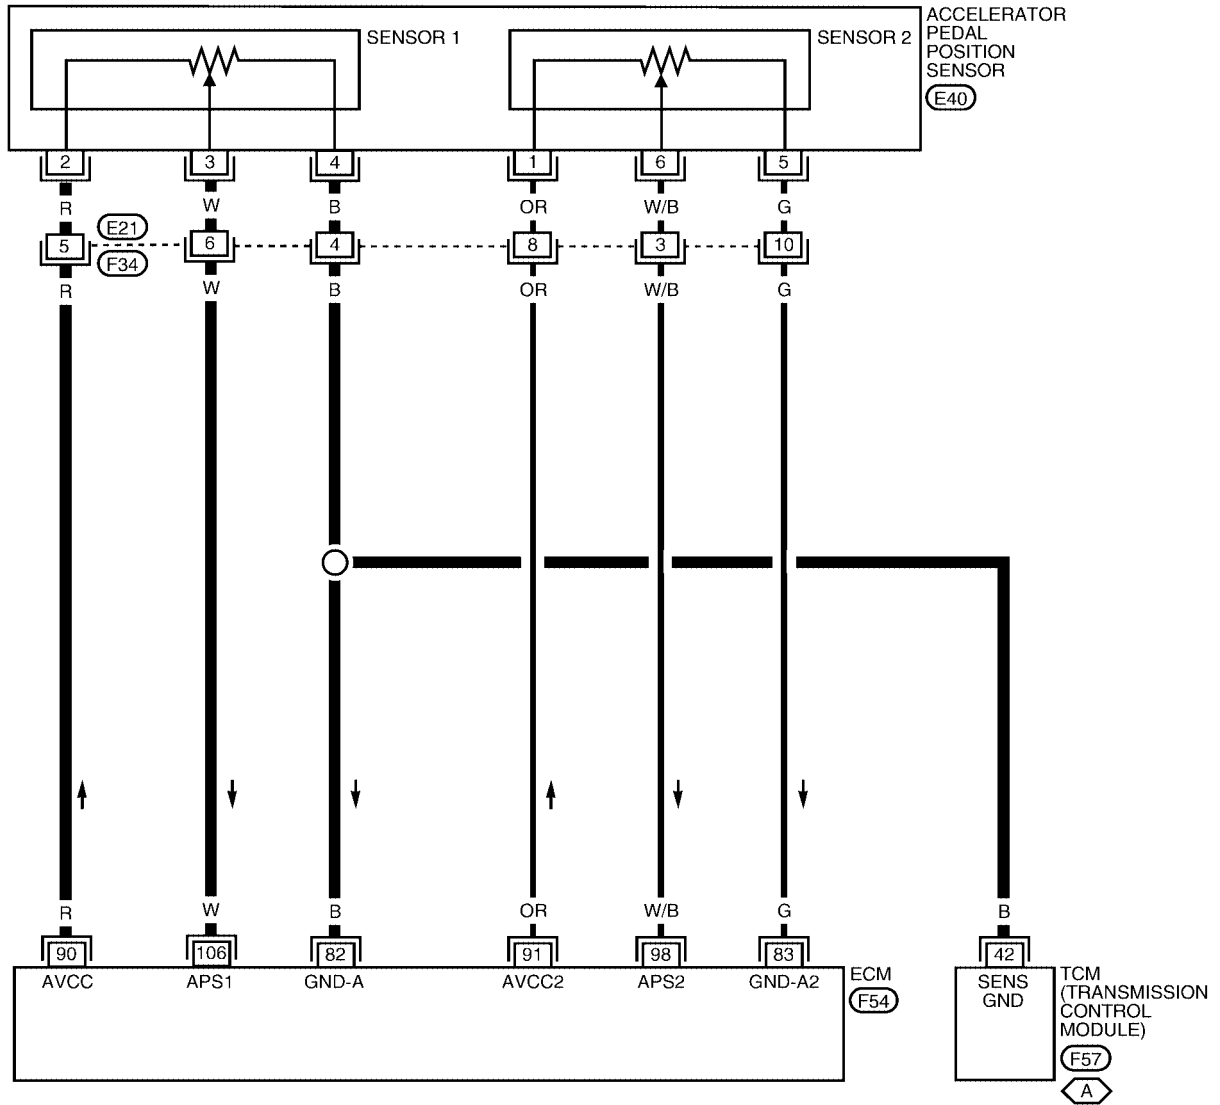 ACCELERATOR
PEDAL
POSITION
SENSOR
E40
SENSOR 1
SENSOR 2
2 3 4 1 6 5
R W B OR W/B G
E21
5 6 4 8 3 10
F34
R W B OR W/B G
R W B OR W/B G B
90 106 82 91 98 83 42
AVCC APS1 GND-A AVCC2 APS2 GND-A2
ECM
F54
SENS
GND
TCM
(TRANSMISSION
CONTROL
MODULE)
F57
A